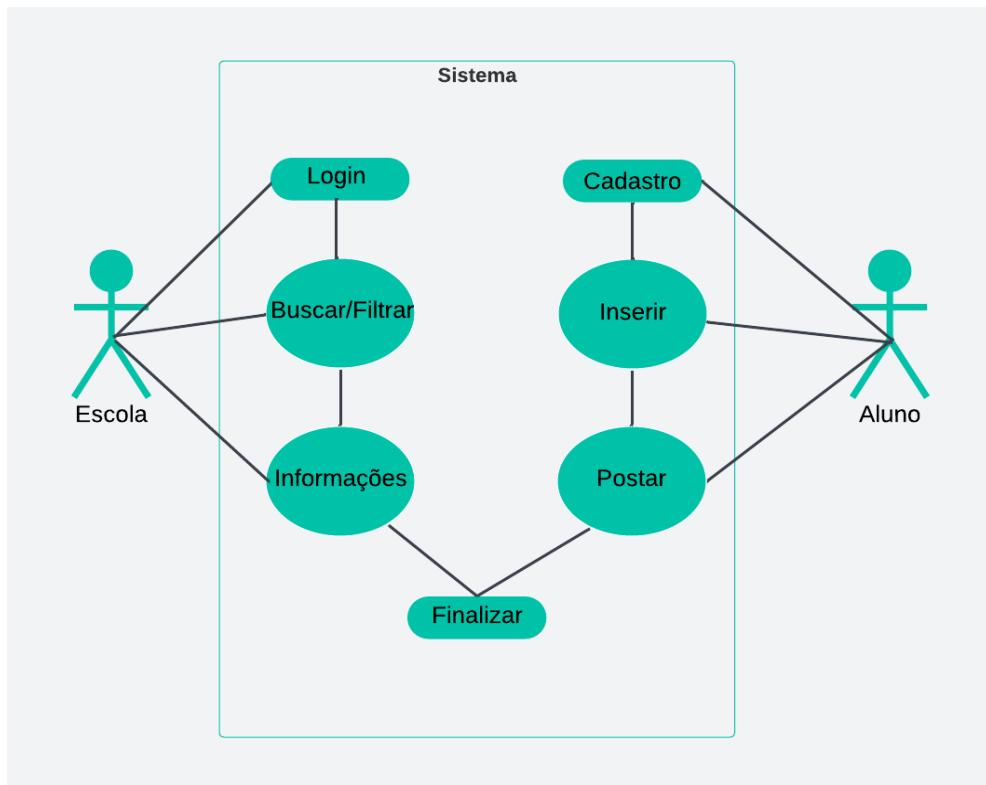 Sistema
Login
Cadastro
Buscar/Filtrar
Inserir
Escola
Aluno
Informações
Postar
Finalizar